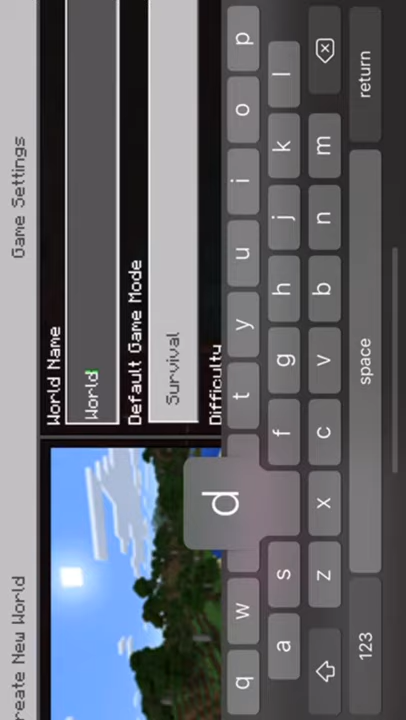 Create New World
Game Settings
World Name
World
Default Game Mode
Survival
Difficulty
q w t y u i o p
a s d f g h j k l
z x c v b n m
123 space return